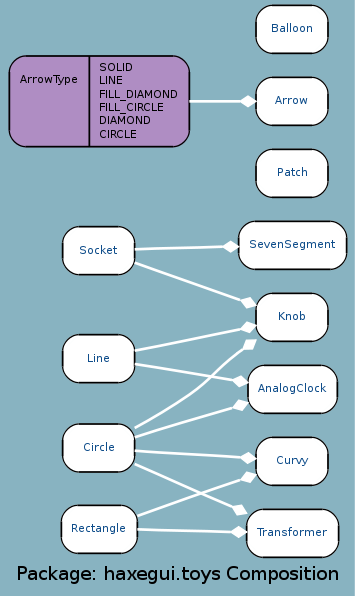 Balloon
ArrowType
SOLID
LINE
FILL_DIAMOND
FILL_CIRCLE
DIAMOND
CIRCLE
Arrow
Patch
Socket
SevenSegment
Knob
Line
AnalogClock
Circle
Curvy
Rectangle
Transformer
Package: haxegui.toys Composition